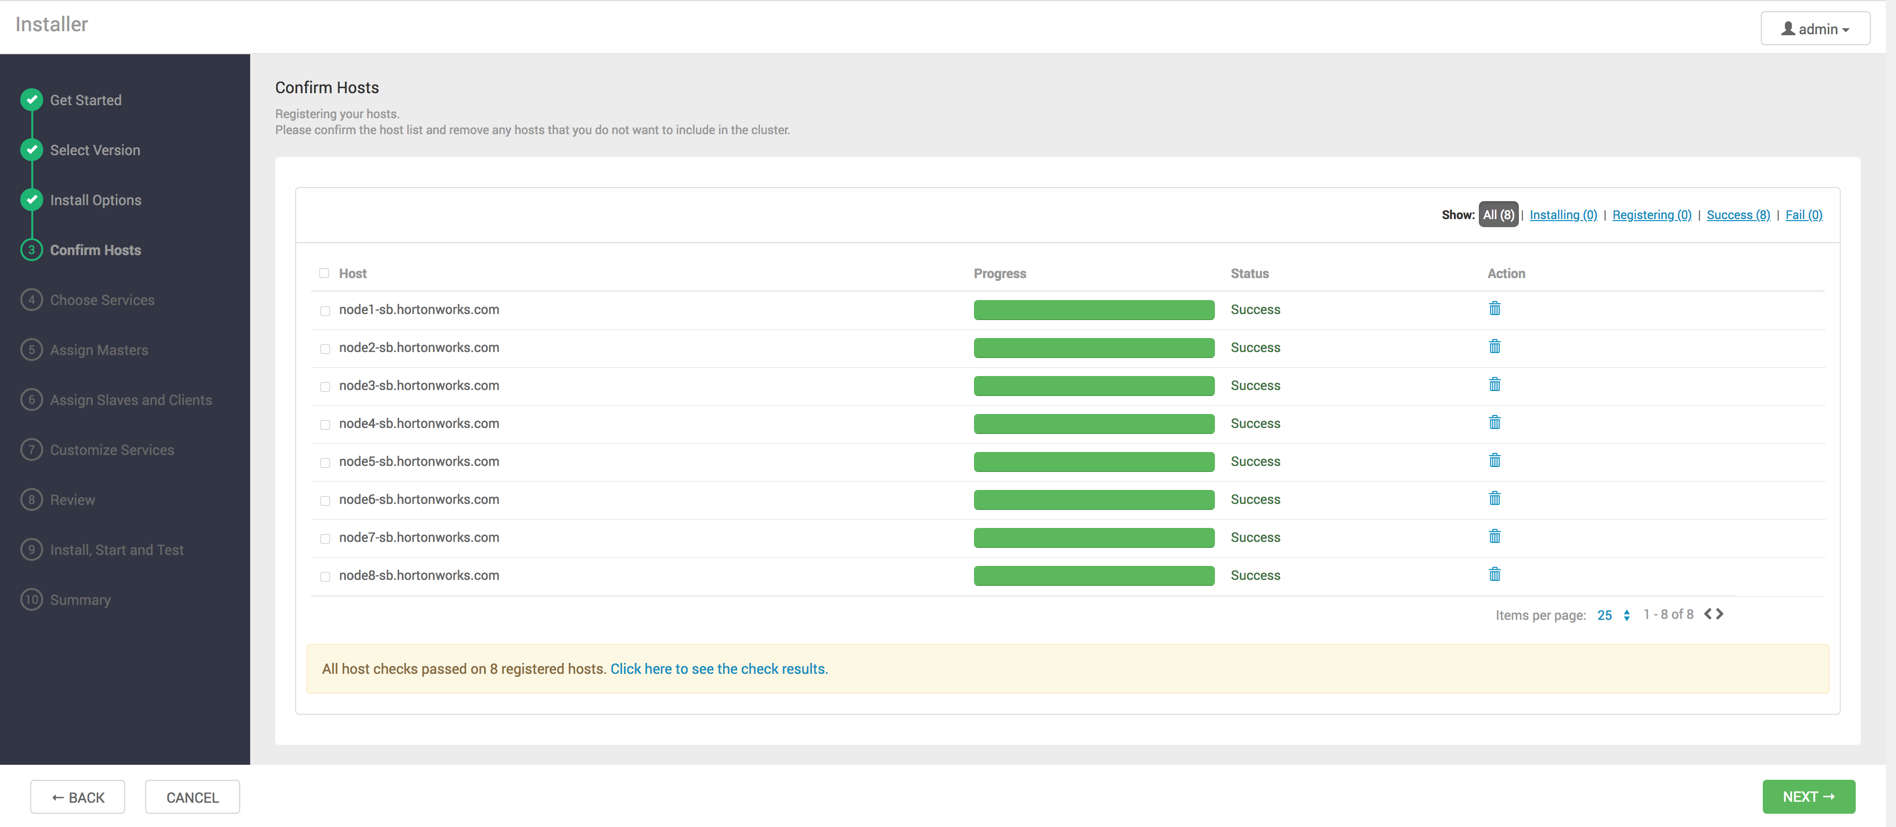 Installer
admin
Get Started
Select Version
Install Options
3 Confirm Hosts
4 Choose Services
5 Assign Masters
6 Assign Slaves and Clients
7 Customize Services
8 Review
9 Install, Start and Test
10 Summary
Confirm Hosts
Registering your hosts.
Please confirm the host list and remove any hosts that you do not want to include in the cluster.
Show: All (8) | Installing (0) | Registering (0) | Success (8) | Fail (0)
Host Progress Status Action
node1-sb.hortonworks.com Success
node2-sb.hortonworks.com Success
node3-sb.hortonworks.com Success
node4-sb.hortonworks.com Success
node5-sb.hortonworks.com Success
node6-sb.hortonworks.com Success
node7-sb.hortonworks.com Success
node8-sb.hortonworks.com Success
Items per page: 25 1 - 8 of 8
All host checks passed on 8 registered hosts. Click here to see the check results.
← BACK CANCEL NEXT →